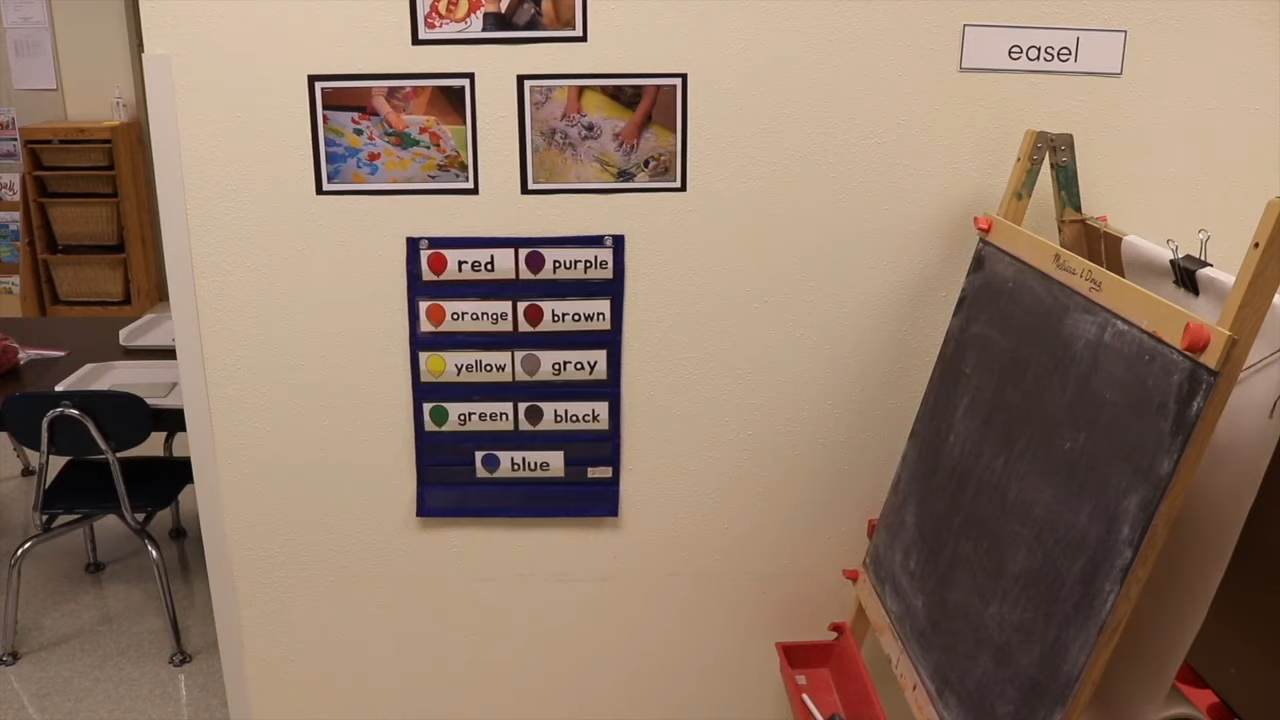 easel
Melissa & Doug
red purple
orange brown
yellow gray
green black
blue